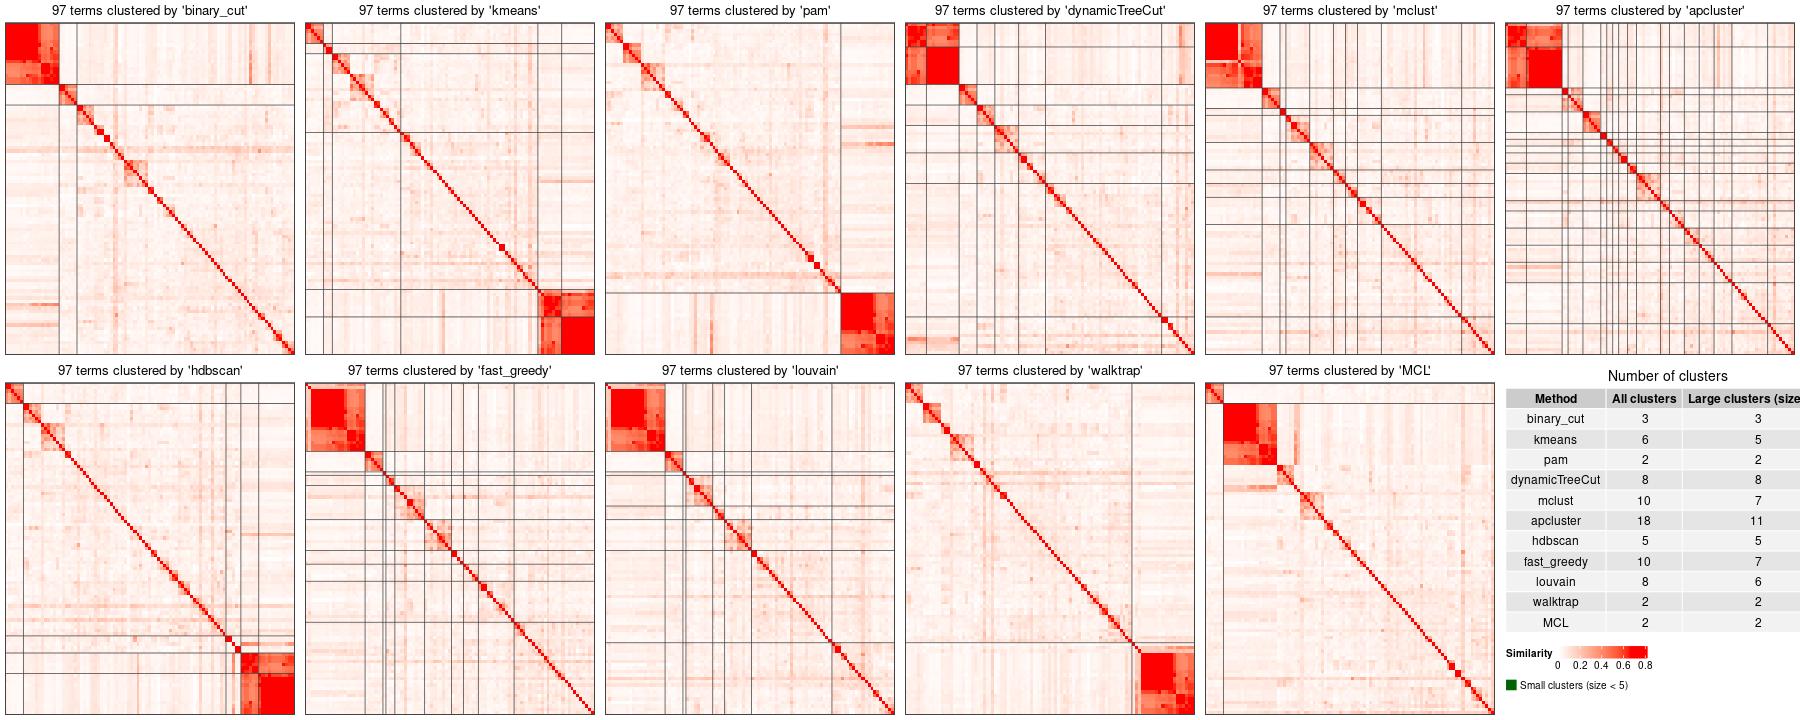 97 terms clustered by 'binary_cut'
97 terms clustered by 'kmeans'
97 terms clustered by 'pam'
97 terms clustered by 'dynamicTreeCut'
97 terms clustered by 'mclust'
97 terms clustered by 'apcluster'
97 terms clustered by 'hdbscan'
97 terms clustered by 'fast_greedy'
97 terms clustered by 'louvain'
97 terms clustered by 'walktrap'
97 terms clustered by 'MCL'
Number of clusters
Method All clusters Large clusters (size
binary_cut 3 3
kmeans 6 5
pam 2 2
dynamicTreeCut 8 8
mclust 10 7
apcluster 18 11
hdbscan 5 5
fast_greedy 10 7
louvain 8 6
walktrap 2 2
MCL 2 2
Similarity
0 0.2 0.4 0.6 0.8
Small clusters (size < 5)